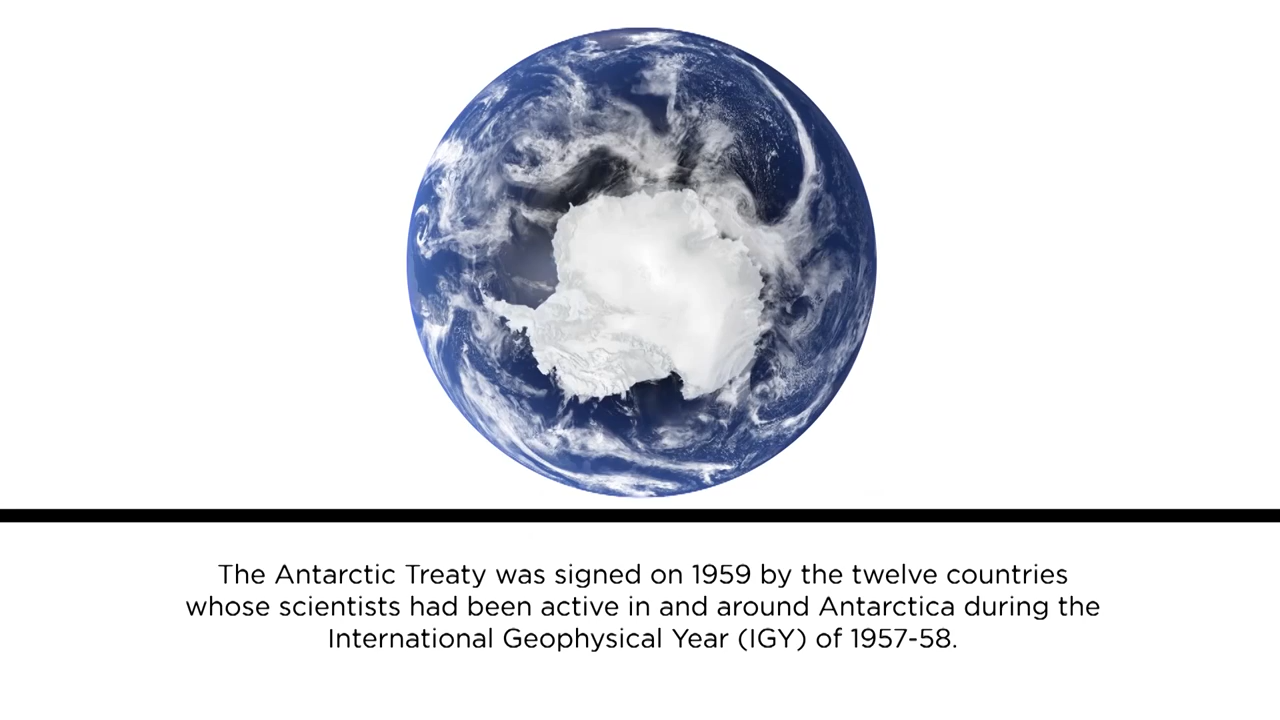 The Antarctic Treaty was signed on 1959 by the twelve countries
whose scientists had been active in and around Antarctica during the
International Geophysical Year (IGY) of 1957-58.